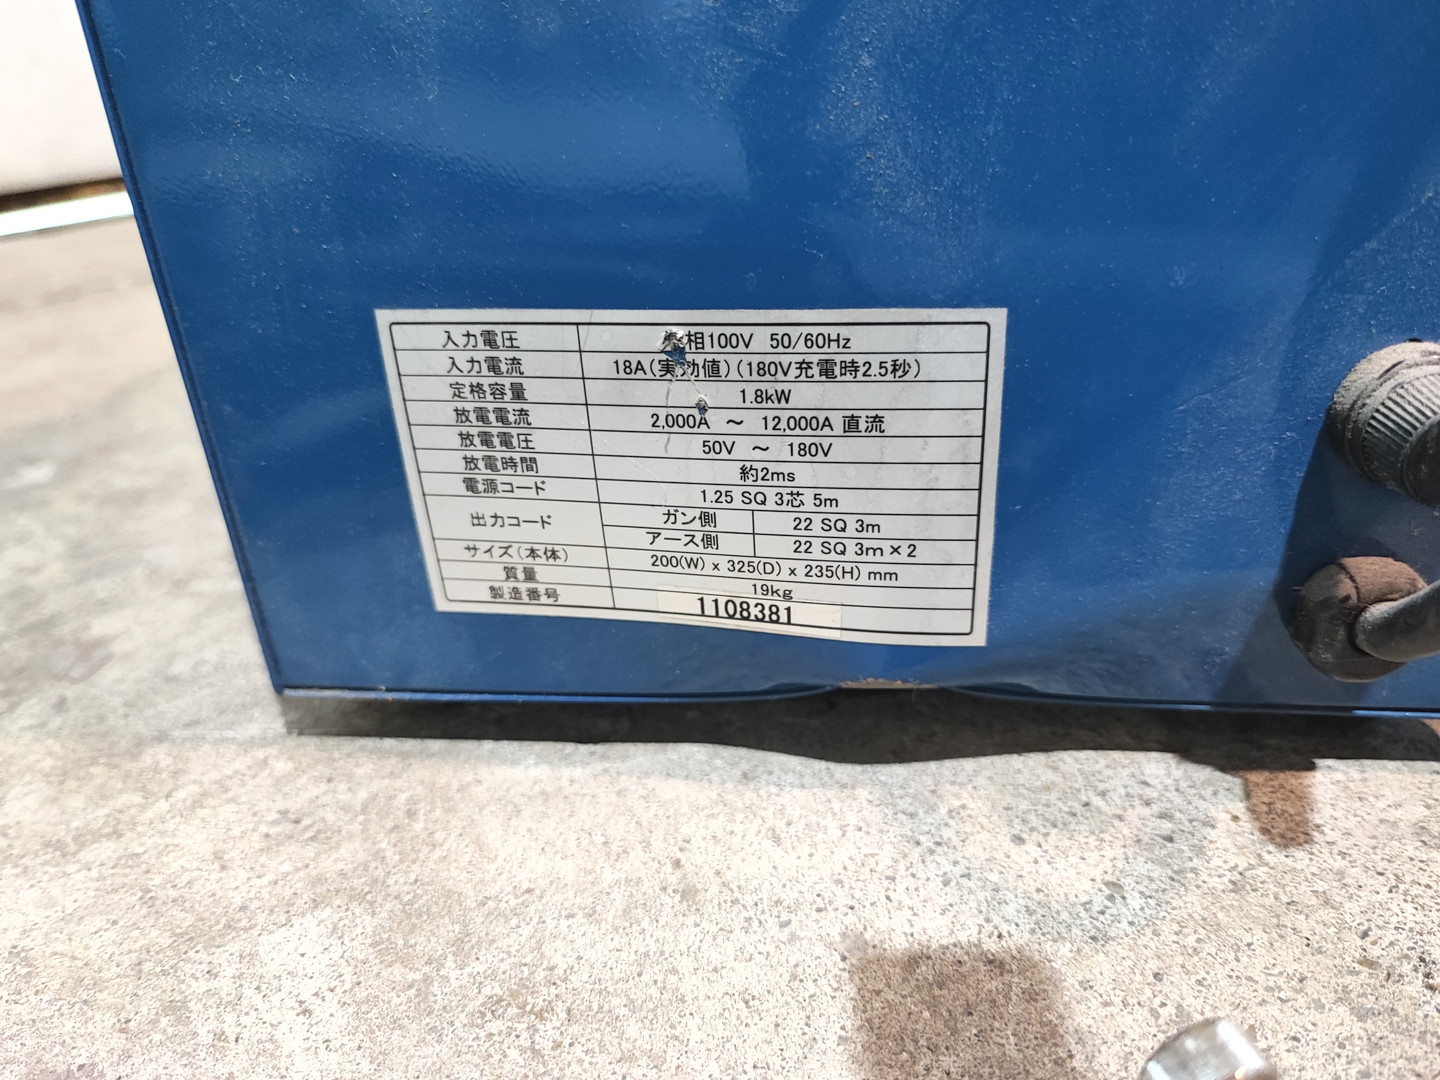 入力電圧 単相100V 50/60Hz
入力電流 18A(実効値)(180V充電時2.5秒)
定格容量 1.8kW
放電電流 2,000A ～ 12,000A 直流
放電電圧 50V ～ 180V
放電時間 約2ms
電源コード 1.25 SQ 3芯 5m
出力コード ガン側 22 SQ 3m
アース側 22 SQ 3m×2
サイズ(本体) 200(W) x 325(D) x 235(H) mm
質量 19kg
製造番号 1108381